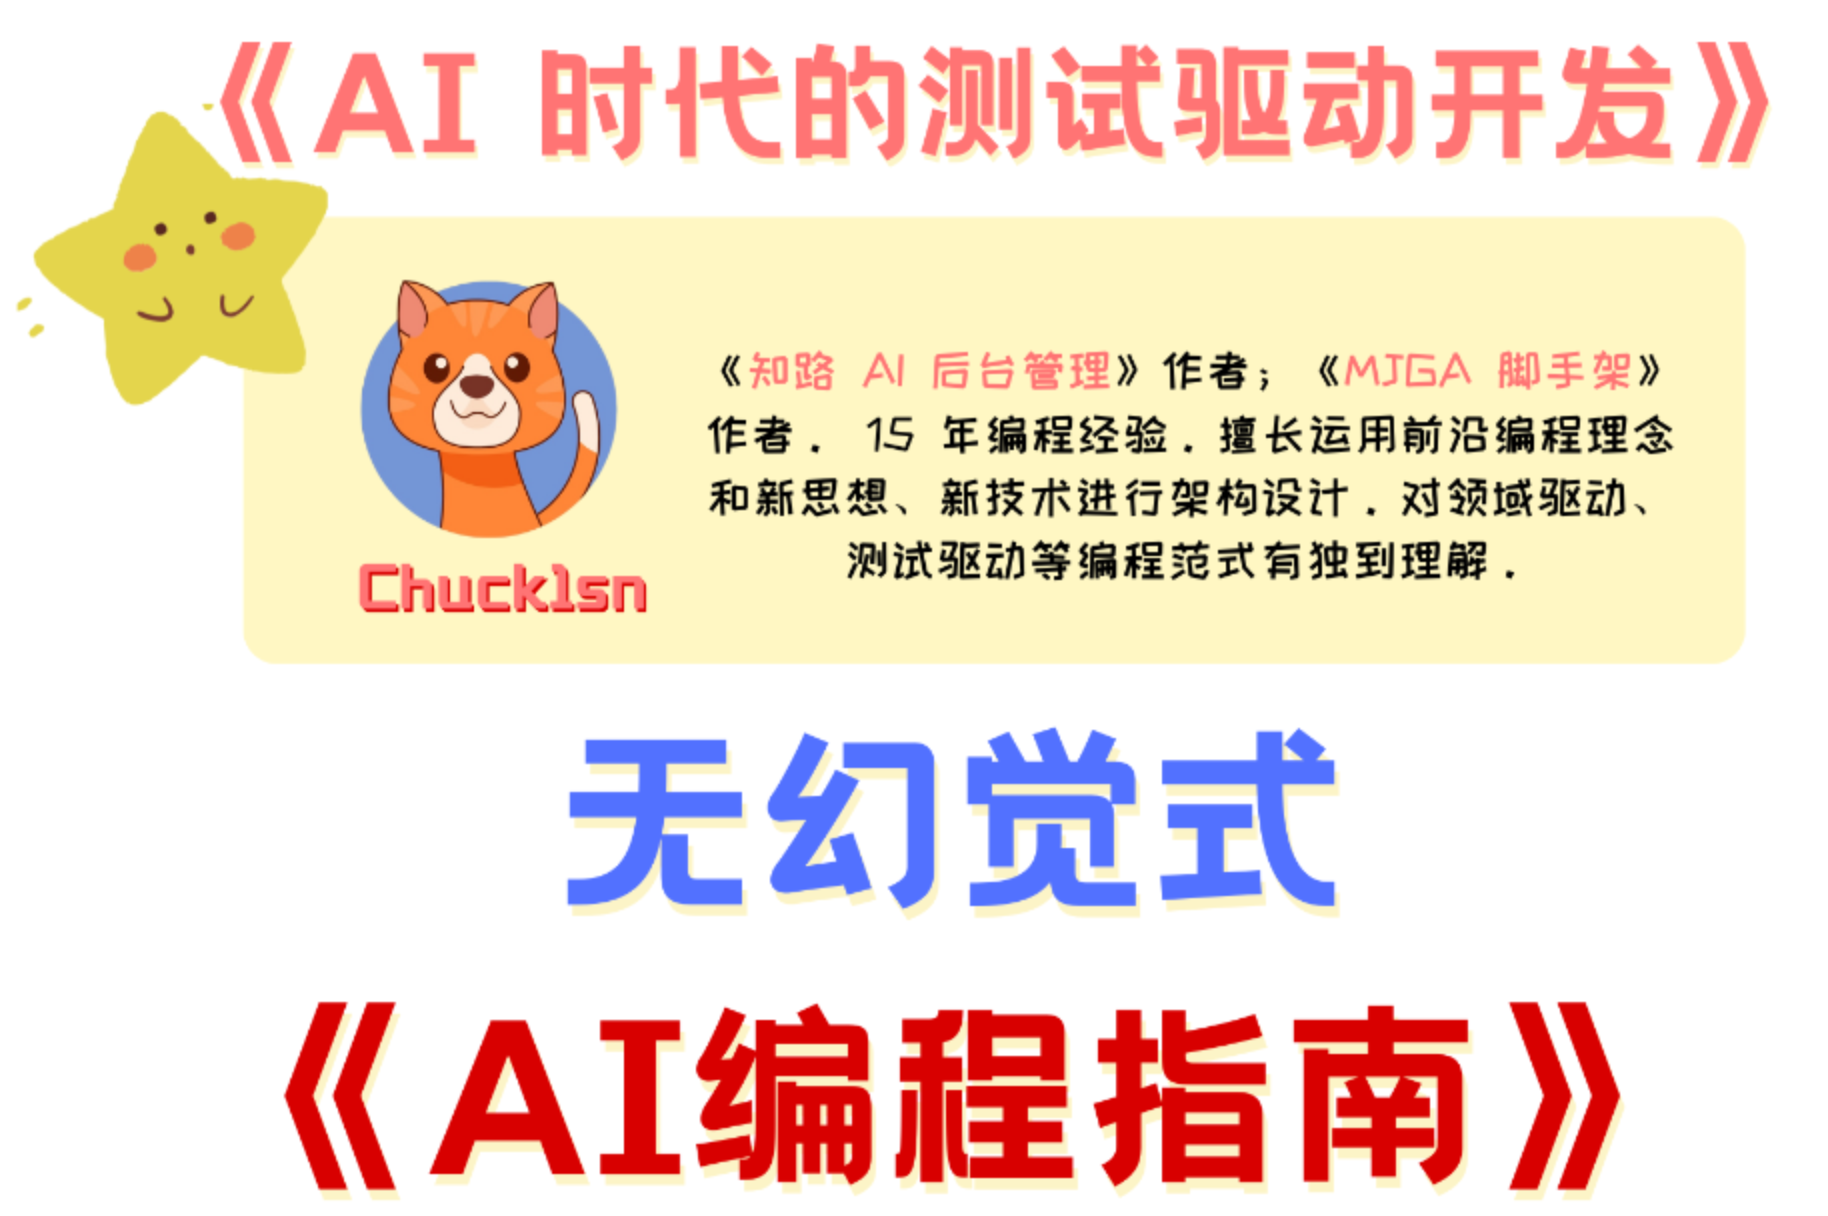 《AI 时代的测试驱动开发》
《知路 AI 后台管理》作者；《MJGA 脚手架》
作者． 15 年编程经验．擅长运用前沿编程理念
和新思想、新技术进行架构设计．对领域驱动、
测试驱动等编程范式有独到理解．
Chuck1sn
无幻觉式
《AI编程指南》